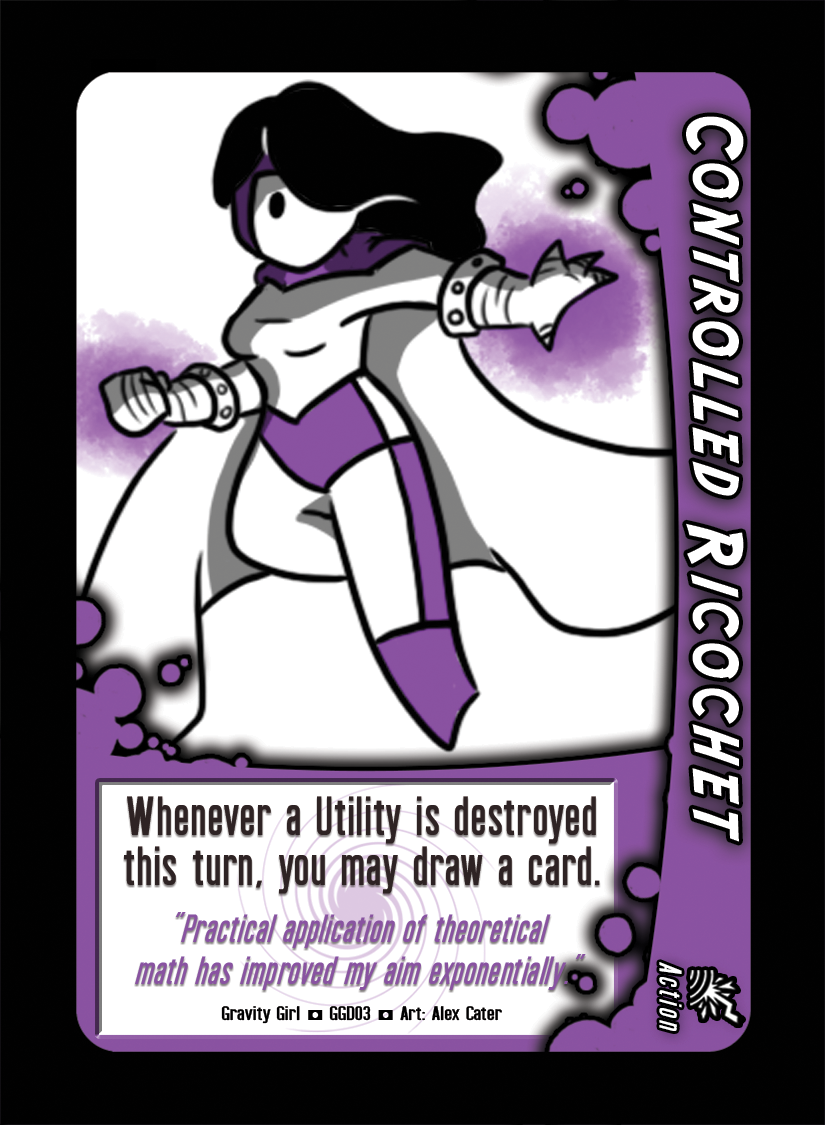 Controlled Ricochet
Action
Whenever a Utility is destroyed
this turn, you may draw a card.
"Practical application of theoretical
math has improved my aim exponentially."
Gravity Girl ◘ GGD03 ◘ Art: Alex Cater